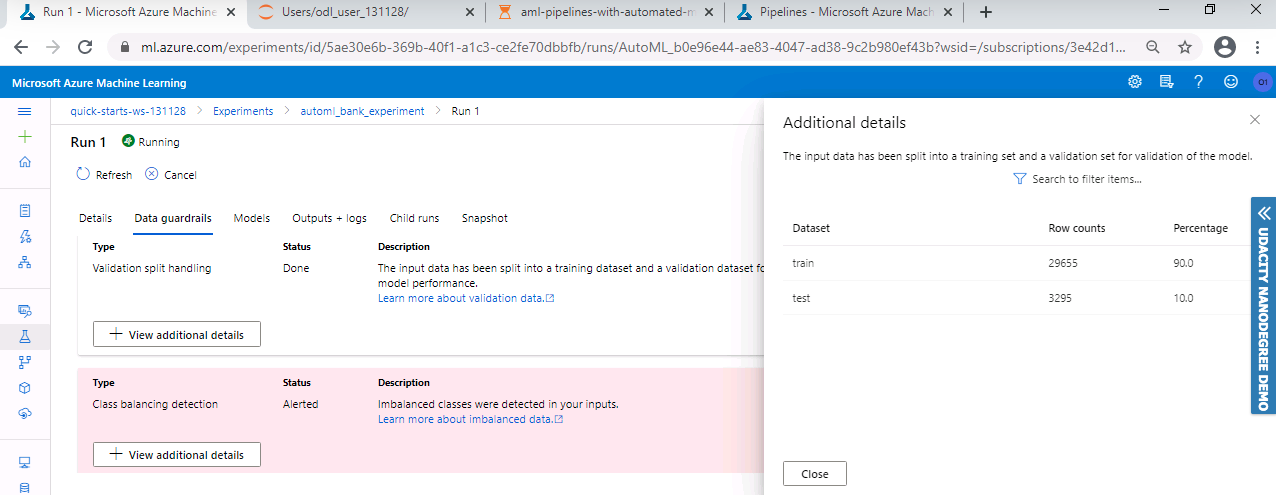 Run 1 - Microsoft Azure Machine
Users/odl_user_131128/
aml-pipelines-with-automated-m
Pipelines - Microsoft Azure Mach
ml.azure.com/experiments/id/5ae30e6b-369b-40f1-a1c3-ce2fe70dbbfb/runs/AutoML_b0e96e44-ae83-4047-ad38-9c2b980ef43b?wsid=/subscriptions/3e42d1...
Microsoft Azure Machine Learning
01
quick-starts-ws-131128 > Experiments > automl_bank_experiment > Run 1
Run 1 Running
Refresh Cancel
Details Data guardrails Models Outputs + logs Child runs Snapshot
Type Status Description
Validation split handling Done The input data has been split into a training dataset and a validation dataset fo
model performance.
Learn more about validation data.
+ View additional details
Type Status Description
Class balancing detection Alerted Imbalanced classes were detected in your inputs.
Learn more about imbalanced data.
+ View additional details
Additional details
The input data has been split into a training set and a validation set for validation of the model.
Search to filter items...
Dataset Row counts Percentage
train 29655 90.0
test 3295 10.0
Close
UDACITY NANODEGREE DEMO